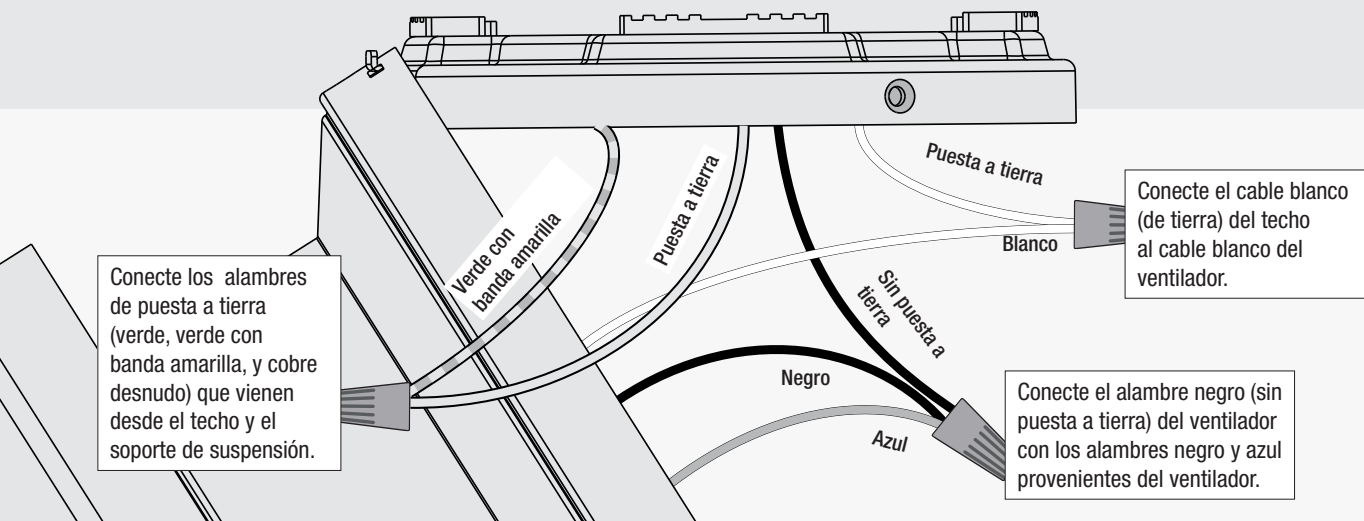 Puesta a tierra
Conecte el cable blanco
(de tierra) del techo
al cable blanco del
ventilador.
Blanco
Puesta a tierra
Verde con
banda amarilla
Conecte los alambres
de puesta a tierra
(verde, verde con
banda amarilla, y cobre
desnudo) que vienen
desde el techo y el
soporte de suspensión.
Sin puesta a
tierra
Negro
Azul
Conecte el alambre negro (sin
puesta a tierra) del ventilador
con los alambres negro y azul
provenientes del ventilador.